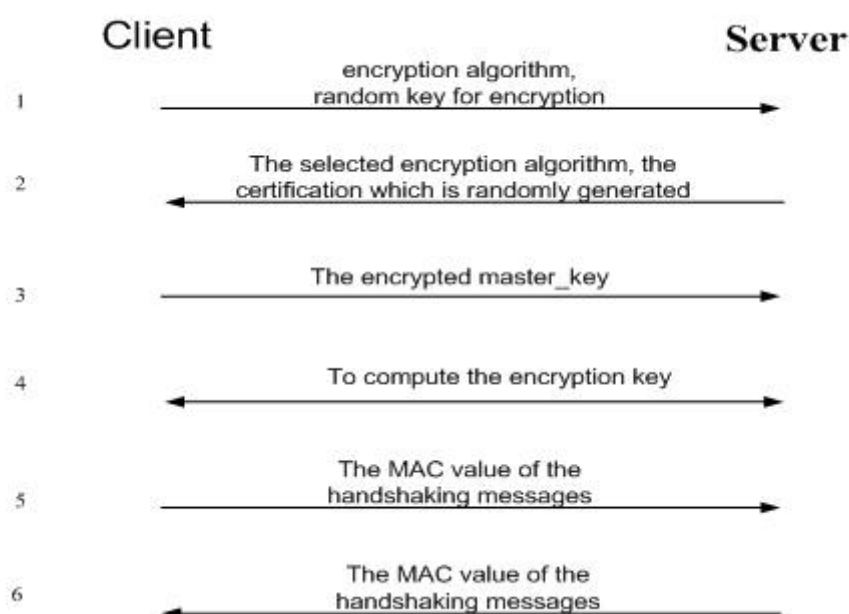 Client Server
encryption algorithm,
1 random key for encryption
The selected encryption algorithm, the
2 certification which is randomly generated
3 The encrypted master_key
4 To compute the encryption key
The MAC value of the
5 handshaking messages
The MAC value of the
6 handshaking messages